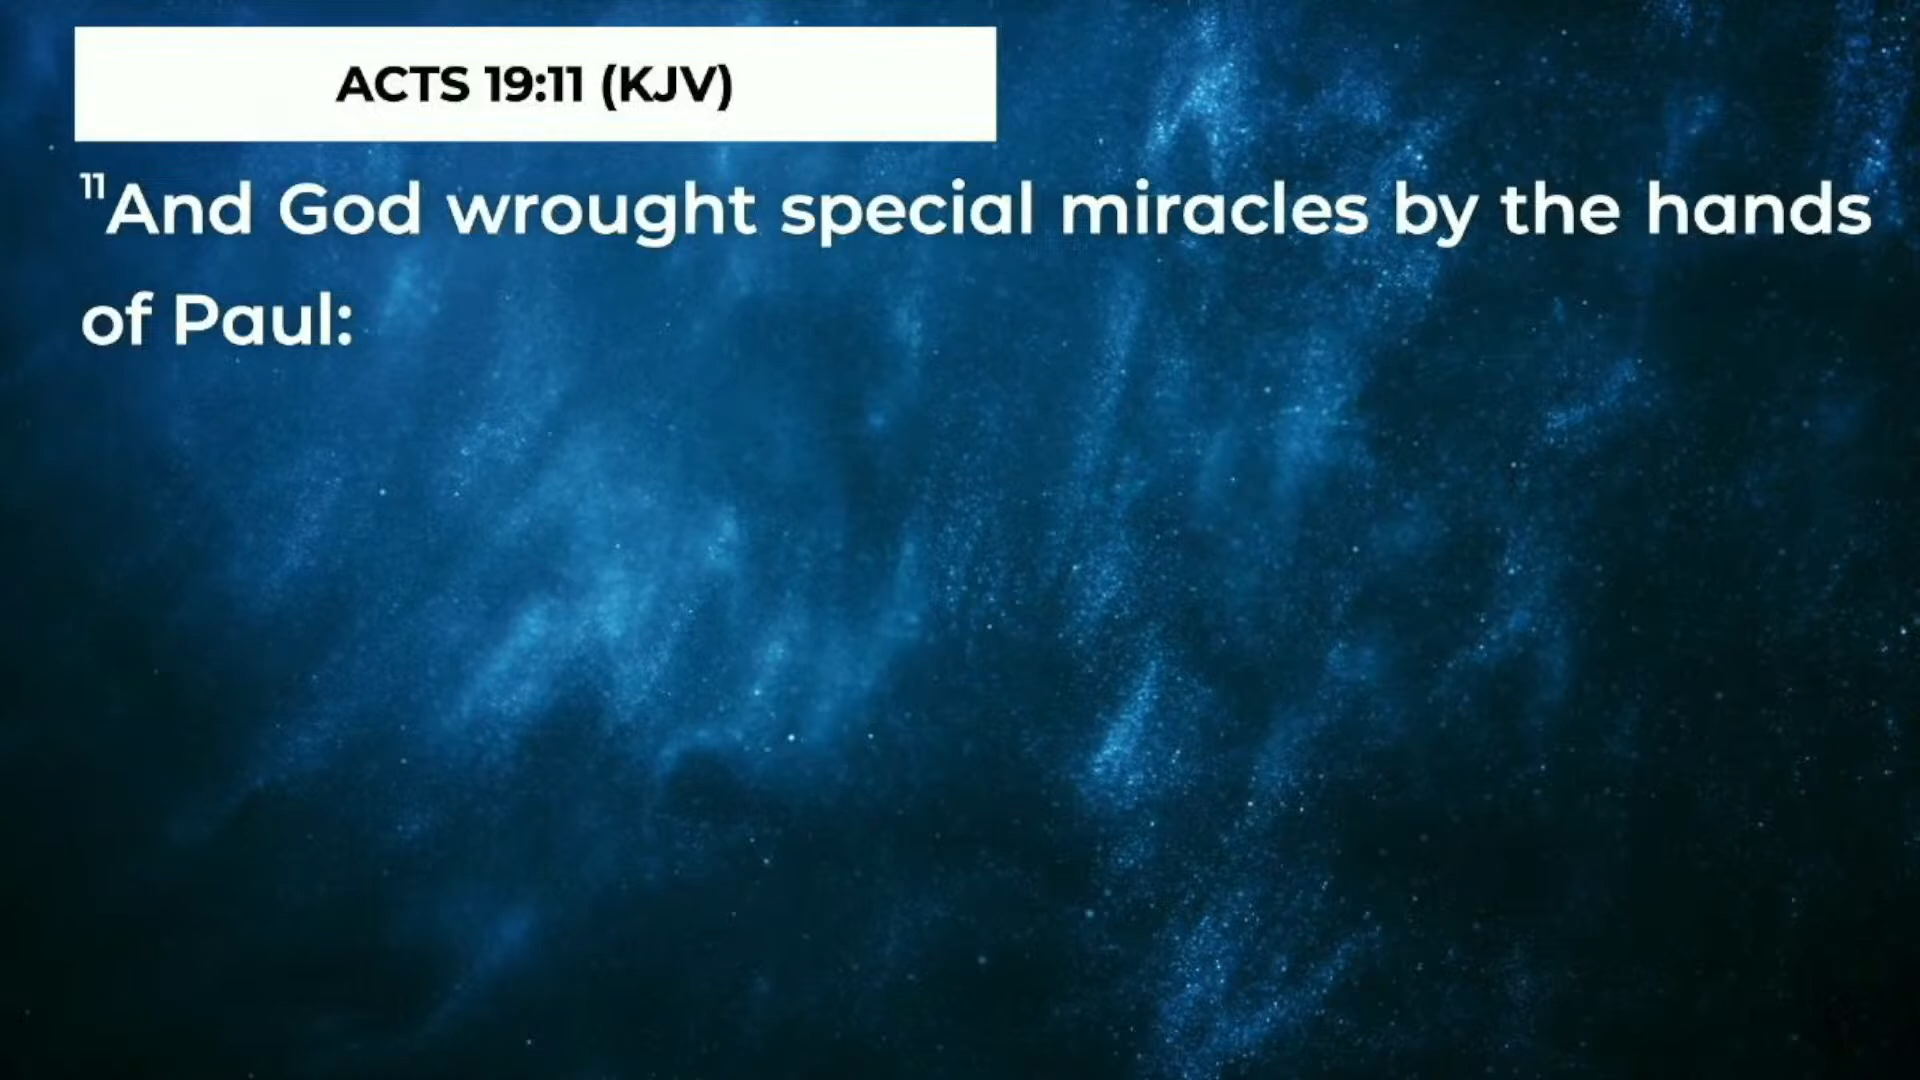 ACTS 19:11 (KJV)
11And God wrought special miracles by the hands
of Paul: